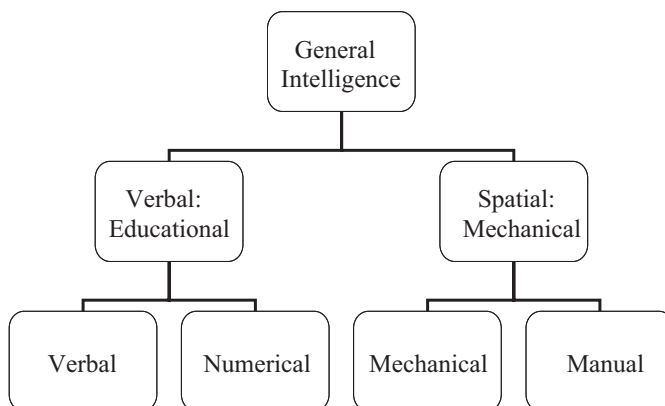 General
Intelligence
Verbal:
Educational
Spatial:
Mechanical
Verbal
Numerical
Mechanical
Manual